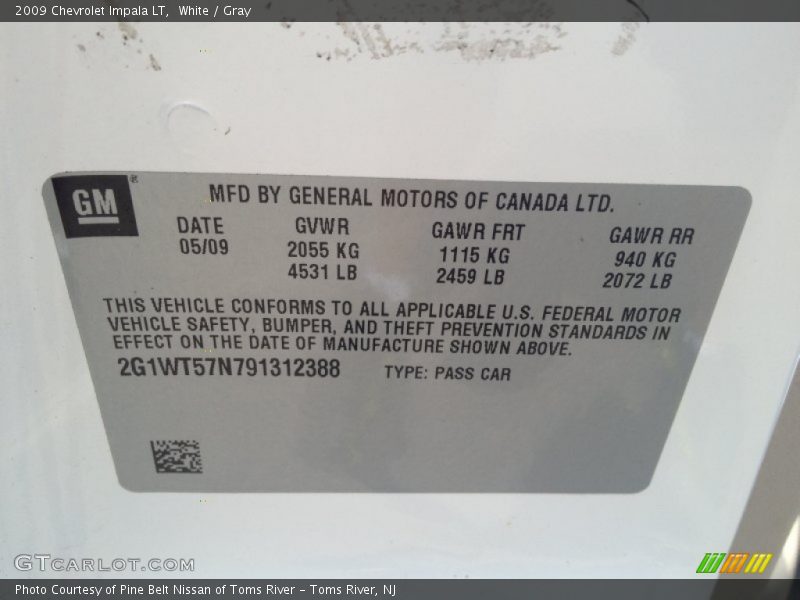 2009 Chevrolet Impala LT,  White / Gray
GM®
MFD BY GENERAL MOTORS OF CANADA LTD.
DATE GVWR GAWR FRT GAWR RR
05/09 2055 KG 1115 KG 940 KG
4531 LB 2459 LB 2072 LB
THIS VEHICLE CONFORMS TO ALL APPLICABLE U.S. FEDERAL MOTOR
VEHICLE SAFETY, BUMPER, AND THEFT PREVENTION STANDARDS IN
EFFECT ON THE DATE OF MANUFACTURE SHOWN ABOVE.
2G1WT57N791312388 TYPE: PASS CAR
GTCARLOT.COM
Photo Courtesy of Pine Belt Nissan of Toms River – Toms River, NJ